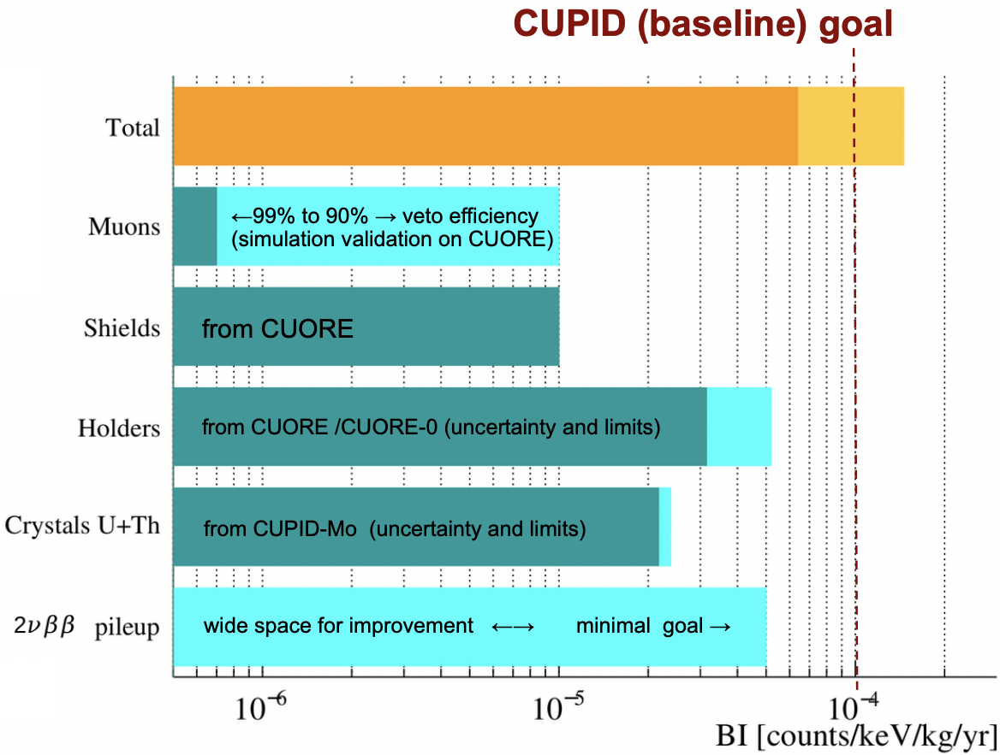 CUPID (baseline) goal
Total
Muons
←99% to 90% → veto efficiency
(simulation validation on CUORE)
Shields
from CUORE
Holders
from CUORE /CUORE-0 (uncertainty and limits)
Crystals U+Th
from CUPID-Mo (uncertainty and limits)
2νββ pileup
wide space for improvement ←→ minimal goal →
10⁻⁶ 10⁻⁵ 10⁻⁴
BI [counts/keV/kg/yr]